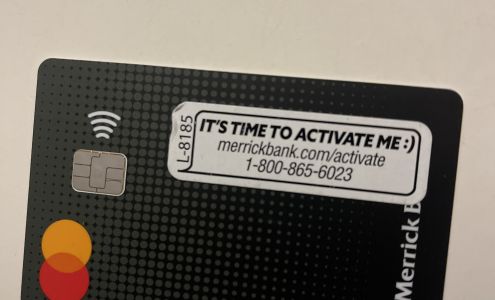 L-8185
IT'S TIME TO ACTIVATE ME :)
merrickbank.com/activate
1-800-865-6023
Merrick B